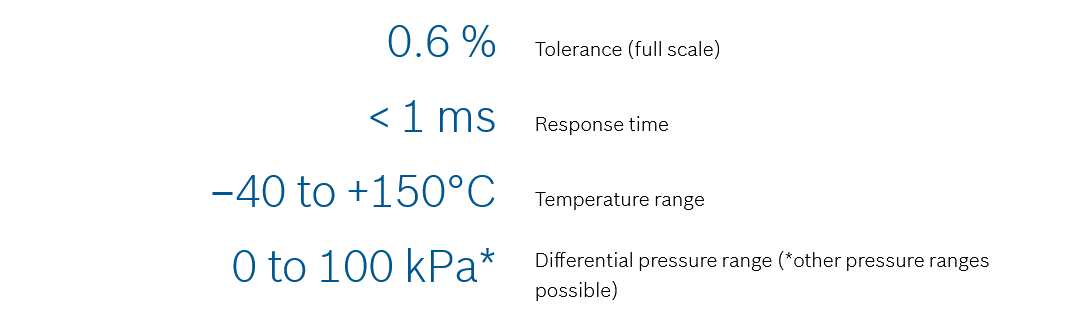 0.6 % Tolerance (full scale)
< 1 ms Response time
–40 to +150°C Temperature range
0 to 100 kPa* Differential pressure range (*other pressure ranges
possible)